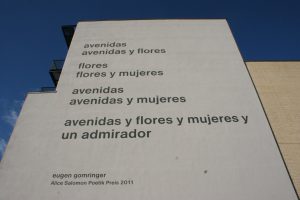 avenidas
avenidas y flores
flores
flores y mujeres
avenidas
avenidas y mujeres
avenidas y flores y mujeres y
un admirador
eugen gomringer
Alice Salomon Poetik Preis 2011